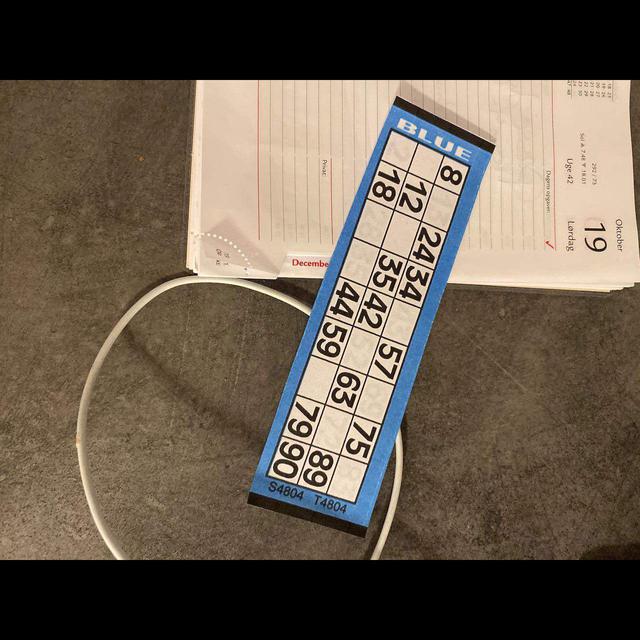 BLUE
8 24 34 57 75
12 35 42 63 89
18 44 59 79 90
S4804 T4804
Oktober
19
Lørdag
Uge 42
Dagens opgaver:
Privat:
Decembe